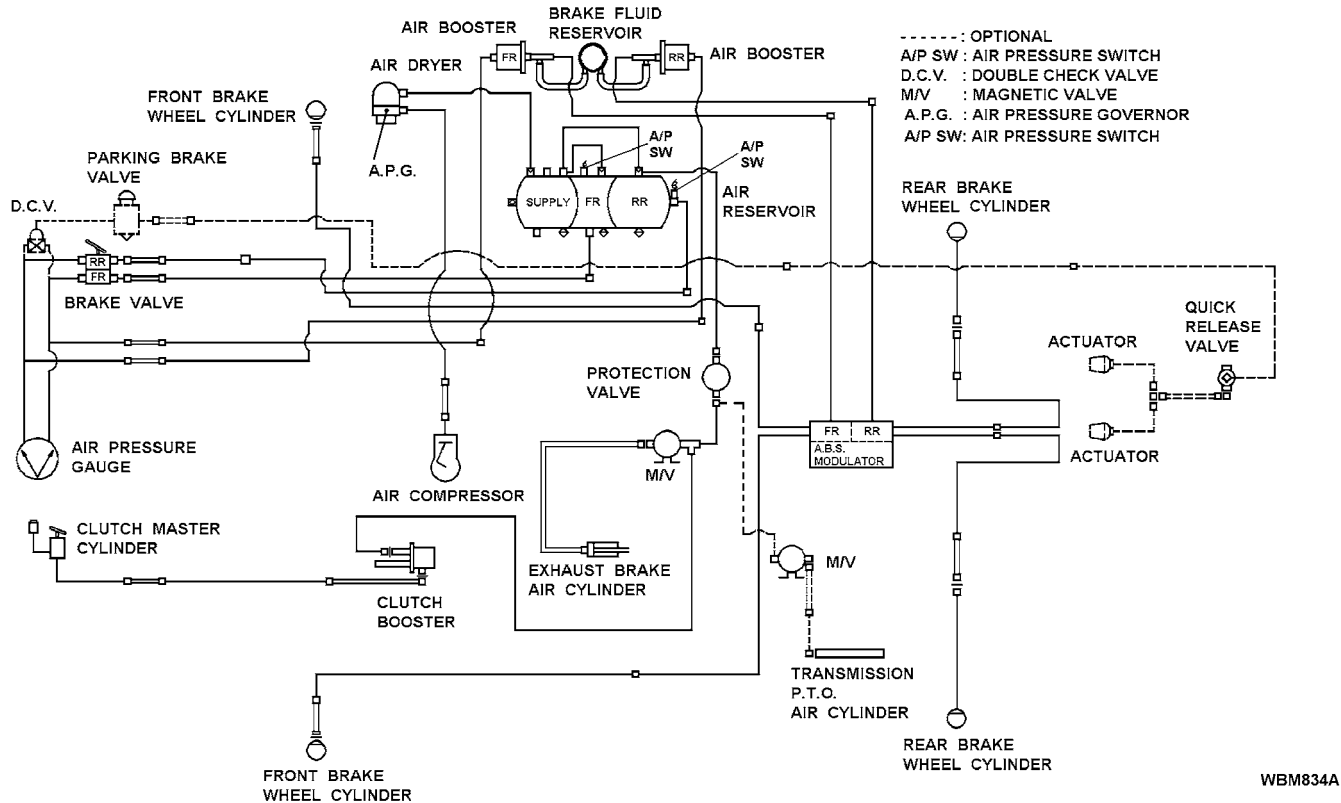 BRAKE FLUID
RESERVOIR
AIR BOOSTER
FR
RR
AIR BOOSTER
------ : OPTIONAL
A/P SW : AIR PRESSURE SWITCH
D.C.V. : DOUBLE CHECK VALVE
M/V : MAGNETIC VALVE
A.P.G. : AIR PRESSURE GOVERNOR
A/P SW: AIR PRESSURE SWITCH
AIR DRYER
FRONT BRAKE
WHEEL CYLINDER
A.P.G.
A/P
SW
A/P
SW
PARKING BRAKE
VALVE
D.C.V.
SUPPLY
FR
RR
AIR
RESERVOIR
REAR BRAKE
WHEEL CYLINDER
RR
FR
BRAKE VALVE
QUICK
RELEASE
VALVE
ACTUATOR
PROTECTION
VALVE
FR
RR
A.B.S.
MODULATOR
ACTUATOR
AIR PRESSURE
GAUGE
M/V
AIR COMPRESSOR
CLUTCH MASTER
CYLINDER
EXHAUST BRAKE
AIR CYLINDER
M/V
CLUTCH
BOOSTER
TRANSMISSION
P.T.O.
AIR CYLINDER
REAR BRAKE
WHEEL CYLINDER
FRONT BRAKE
WHEEL CYLINDER
WBM834A